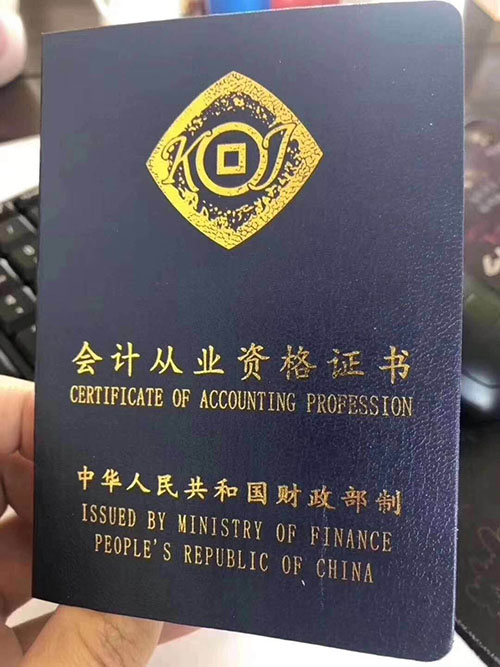 KJ
会计从业资格证书
CERTIFICATE OF ACCOUNTING PROFESSION
中华人民共和国财政部制
ISSUED BY MINISTRY OF FINANCE
PEOPLE'S REPUBLIC OF CHINA